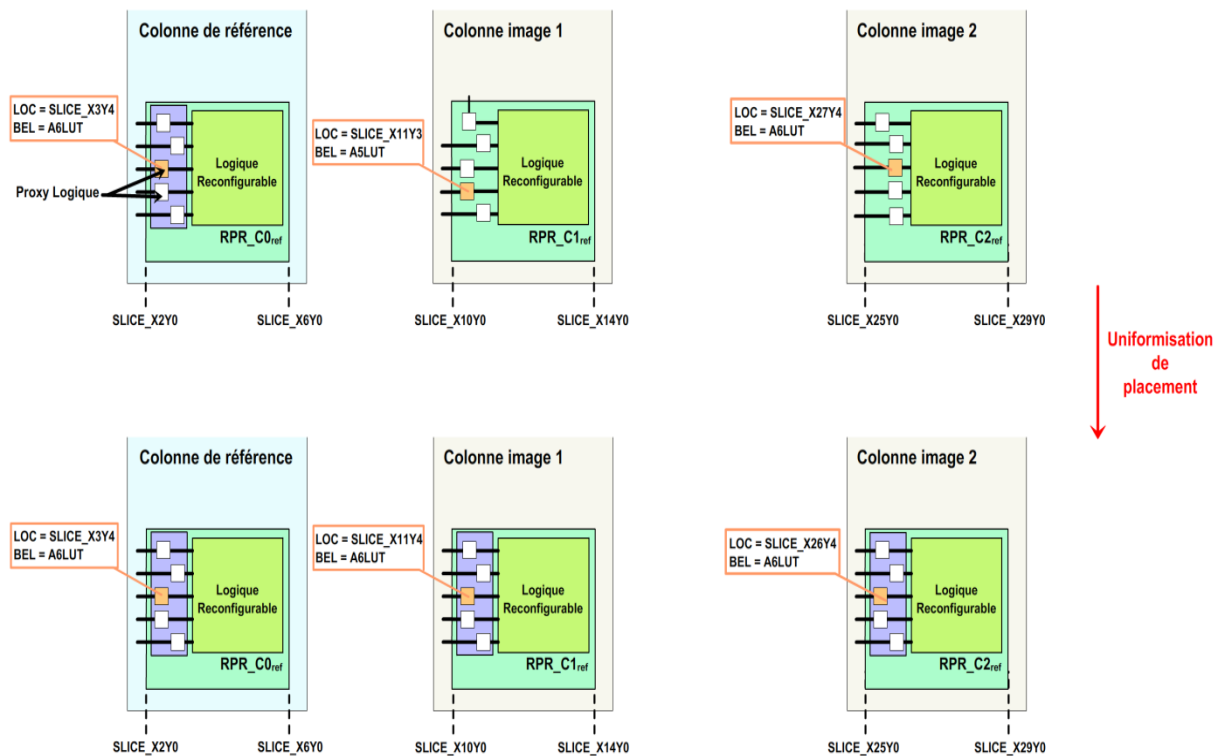 Colonne de référence
Colonne image 1
Colonne image 2
LOC = SLICE_X3Y4
BEL = A6LUT
LOC = SLICE_X11Y3
BEL = A5LUT
LOC = SLICE_X27Y4
BEL = A6LUT
Proxy Logique
Logique
Reconfigurable
Logique
Reconfigurable
Logique
Reconfigurable
RPR_C0ref
RPR_C1ref
RPR_C2ref
SLICE_X2Y0
SLICE_X6Y0
SLICE_X10Y0
SLICE_X14Y0
SLICE_X25Y0
SLICE_X29Y0
Uniformisation
de
placement
Colonne de référence
Colonne image 1
Colonne image 2
LOC = SLICE_X3Y4
BEL = A6LUT
LOC = SLICE_X11Y4
BEL = A6LUT
LOC = SLICE_X26Y4
BEL = A6LUT
Logique
Reconfigurable
Logique
Reconfigurable
Logique
Reconfigurable
RPR_C0ref
RPR_C1ref
RPR_C2ref
SLICE_X2Y0
SLICE_X6Y0
SLICE_X10Y0
SLICE_X14Y0
SLICE_X25Y0
SLICE_X29Y0